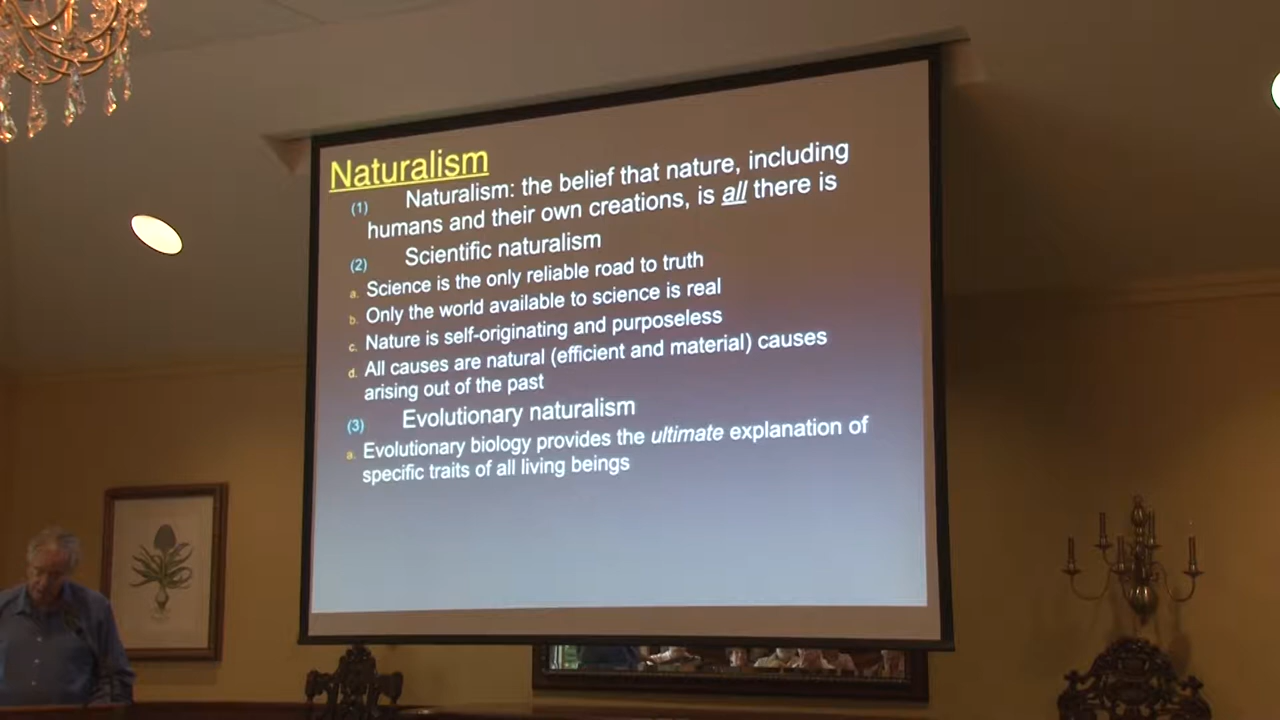 Naturalism
(1) Naturalism: the belief that nature, including
humans and their own creations, is all there is
(2) Scientific naturalism
a. Science is the only reliable road to truth
b. Only the world available to science is real
c. Nature is self-originating and purposeless
d. All causes are natural (efficient and material) causes
arising out of the past
(3) Evolutionary naturalism
a. Evolutionary biology provides the ultimate explanation of
specific traits of all living beings